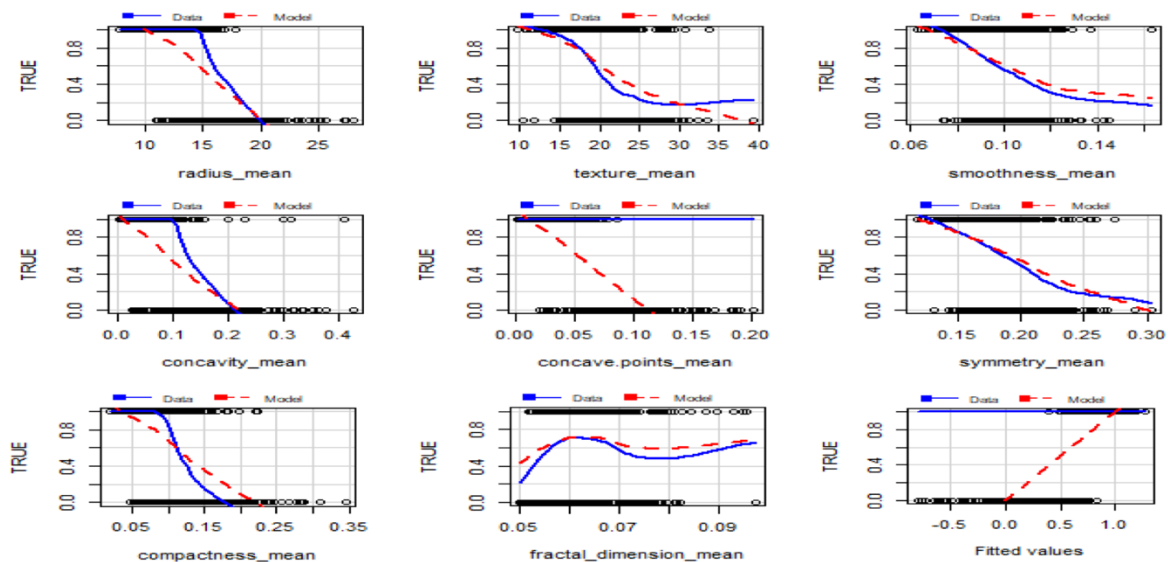 Data Model
TRUE
0.0 0.4 0.8
10 15 20 25
radius_mean
Data Model
TRUE
0.0 0.4 0.8
10 15 20 25 30 35 40
texture_mean
Data Model
TRUE
0.0 0.4 0.8
0.06 0.10 0.14
smoothness_mean
Data Model
TRUE
0.0 0.4 0.8
0.0 0.1 0.2 0.3 0.4
concavity_mean
Data Model
TRUE
0.0 0.4 0.8
0.00 0.05 0.10 0.15 0.20
concave.points_mean
Data Model
TRUE
0.0 0.4 0.8
0.15 0.20 0.25 0.30
symmetry_mean
Data Model
TRUE
0.0 0.4 0.8
0.05 0.15 0.25 0.35
compactness_mean
Data Model
TRUE
0.0 0.4 0.8
0.05 0.07 0.09
fractal_dimension_mean
Data Model
TRUE
0.0 0.4 0.8
-0.5 0.0 0.5 1.0
Fitted values